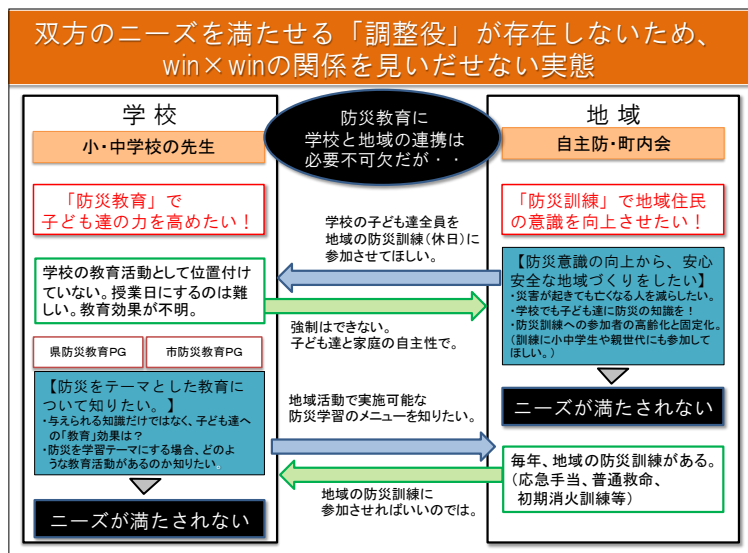 双方のニーズを満たせる「調整役」が存在しないため、
win×winの関係を見いだせない実態
学 校
小・中学校の先生
「防災教育」で
子ども達の力を高めたい！
学校の教育活動として位置付け
ていない。授業日にするのは難
しい。教育効果が不明。
県防災教育PG
市防災教育PG
【防災をテーマとした教育に
ついて知りたい。】
・与えられる知識だけではなく、子ども達へ
の「教育」効果は？
・防災を学習テーマにする場合、どのよ
うな教育活動があるのか知りたい。
ニーズが満たされない
防災教育に
学校と地域の連携は
必要不可欠だが・・
学校の子ども達全員を
地域の防災訓練（休日）に
参加させてほしい。
強制はできない。
子ども達と家庭の自主性で。
地域活動で実施可能な
防災学習のメニューを知りたい。
地域の防災訓練に
参加させればいいのでは。
地 域
自主防・町内会
「防災訓練」で地域住民
の意識を向上させたい！
【防災意識の向上から、安心
安全な地域づくりをしたい】
・災害が起きても亡くなる人を減らしたい。
・学校でも子ども達に防災の知識を！
・防災訓練への参加者の高齢化と固定化。
（訓練に小中学生や親世代にも参加して
ほしい。）
ニーズが満たされない
毎年、地域の防災訓練がある。
（応急手当、普通救命、
初期消火訓練等）